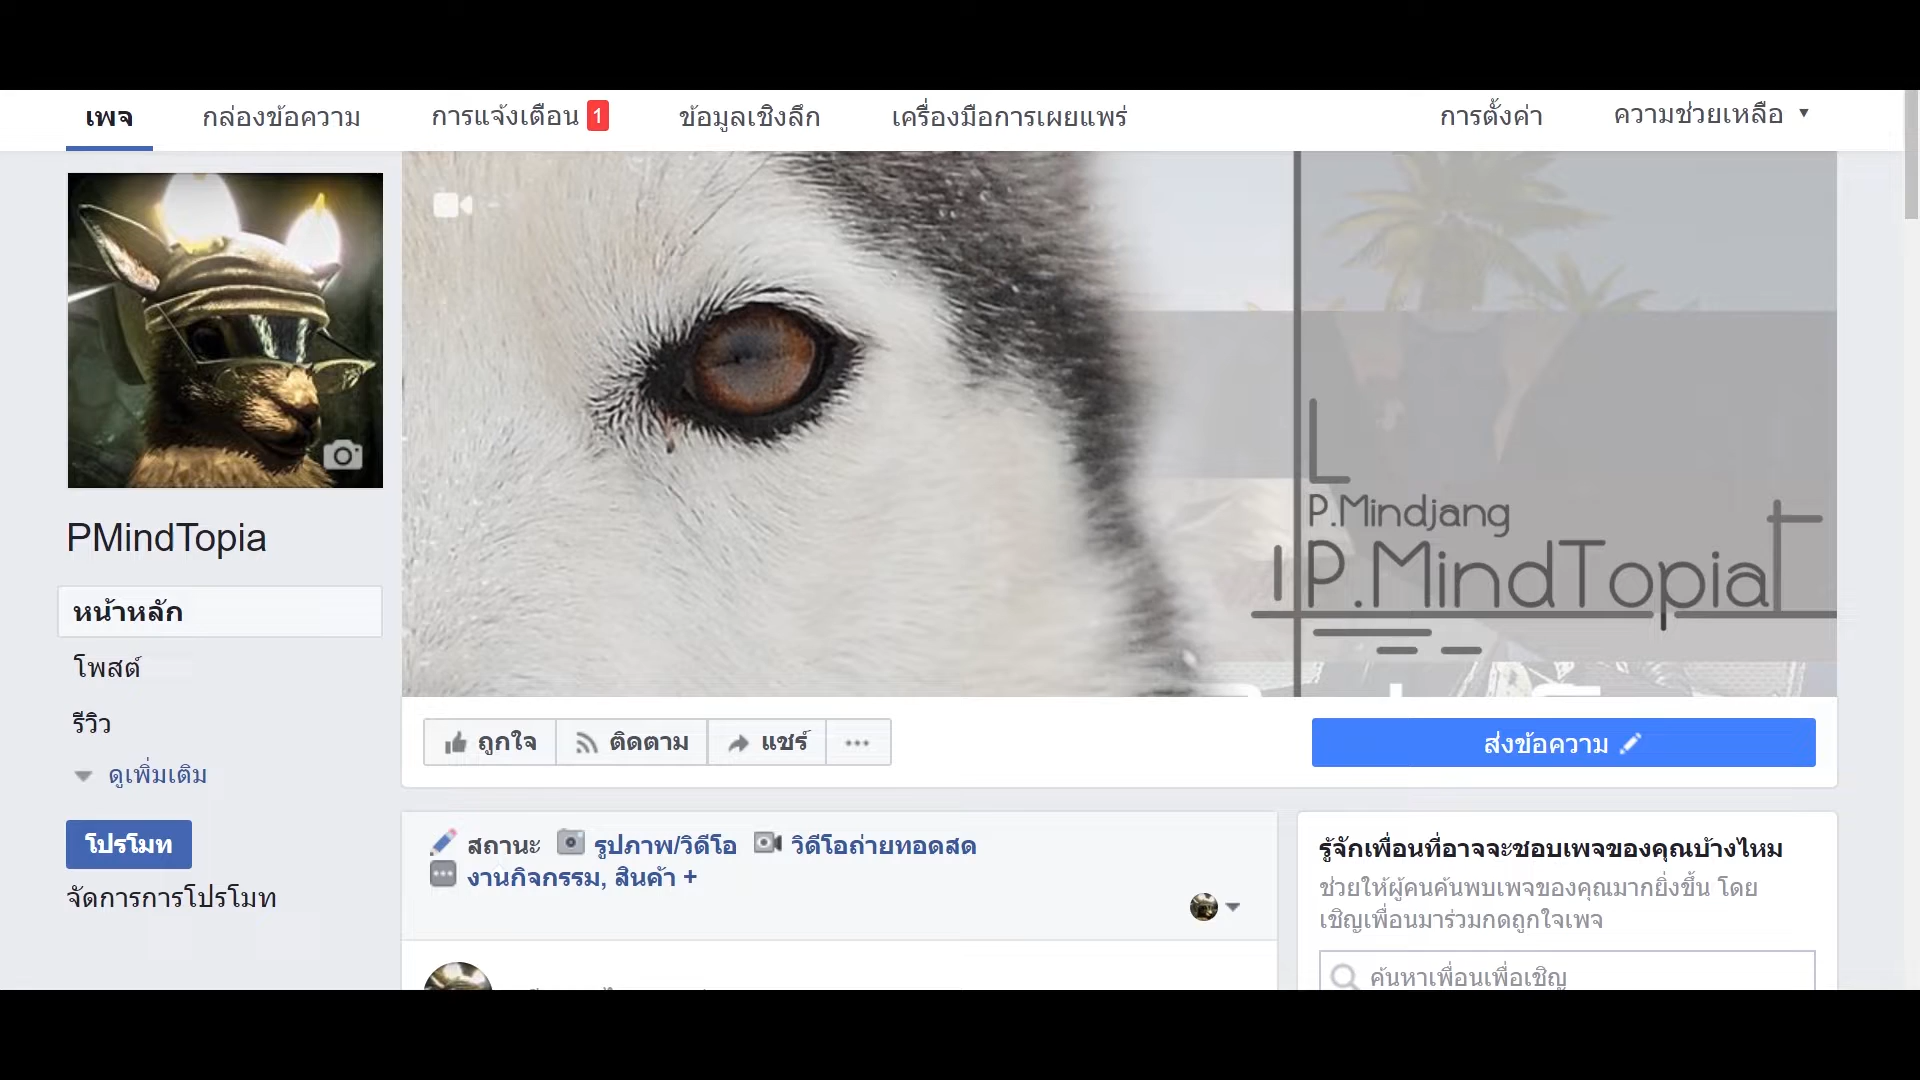 เพจ
กล่องข้อความ
การแจ้งเตือน 1
ข้อมูลเชิงลึก
เครื่องมือการเผยแพร่
การตั้งค่า
ความช่วยเหลือ
P.Mindjang
P.MindTopia
PMindTopia
หน้าหลัก
โพสต์
รีวิว
ดูเพิ่มเติม
โปรโมท
จัดการการโปรโมท
ถูกใจ
ติดตาม
แชร์
ส่งข้อความ
สถานะ รูปภาพ/วิดีโอ วิดีโอถ่ายทอดสด
งานกิจกรรม, สินค้า +
รู้จักเพื่อนที่อาจจะชอบเพจของคุณบ้างไหม
ช่วยให้ผู้คนค้นพบเพจของคุณมากยิ่งขึ้น โดย
เชิญเพื่อนมาร่วมกดถูกใจเพจ
ค้นหาเพื่อนเพื่อเชิญ